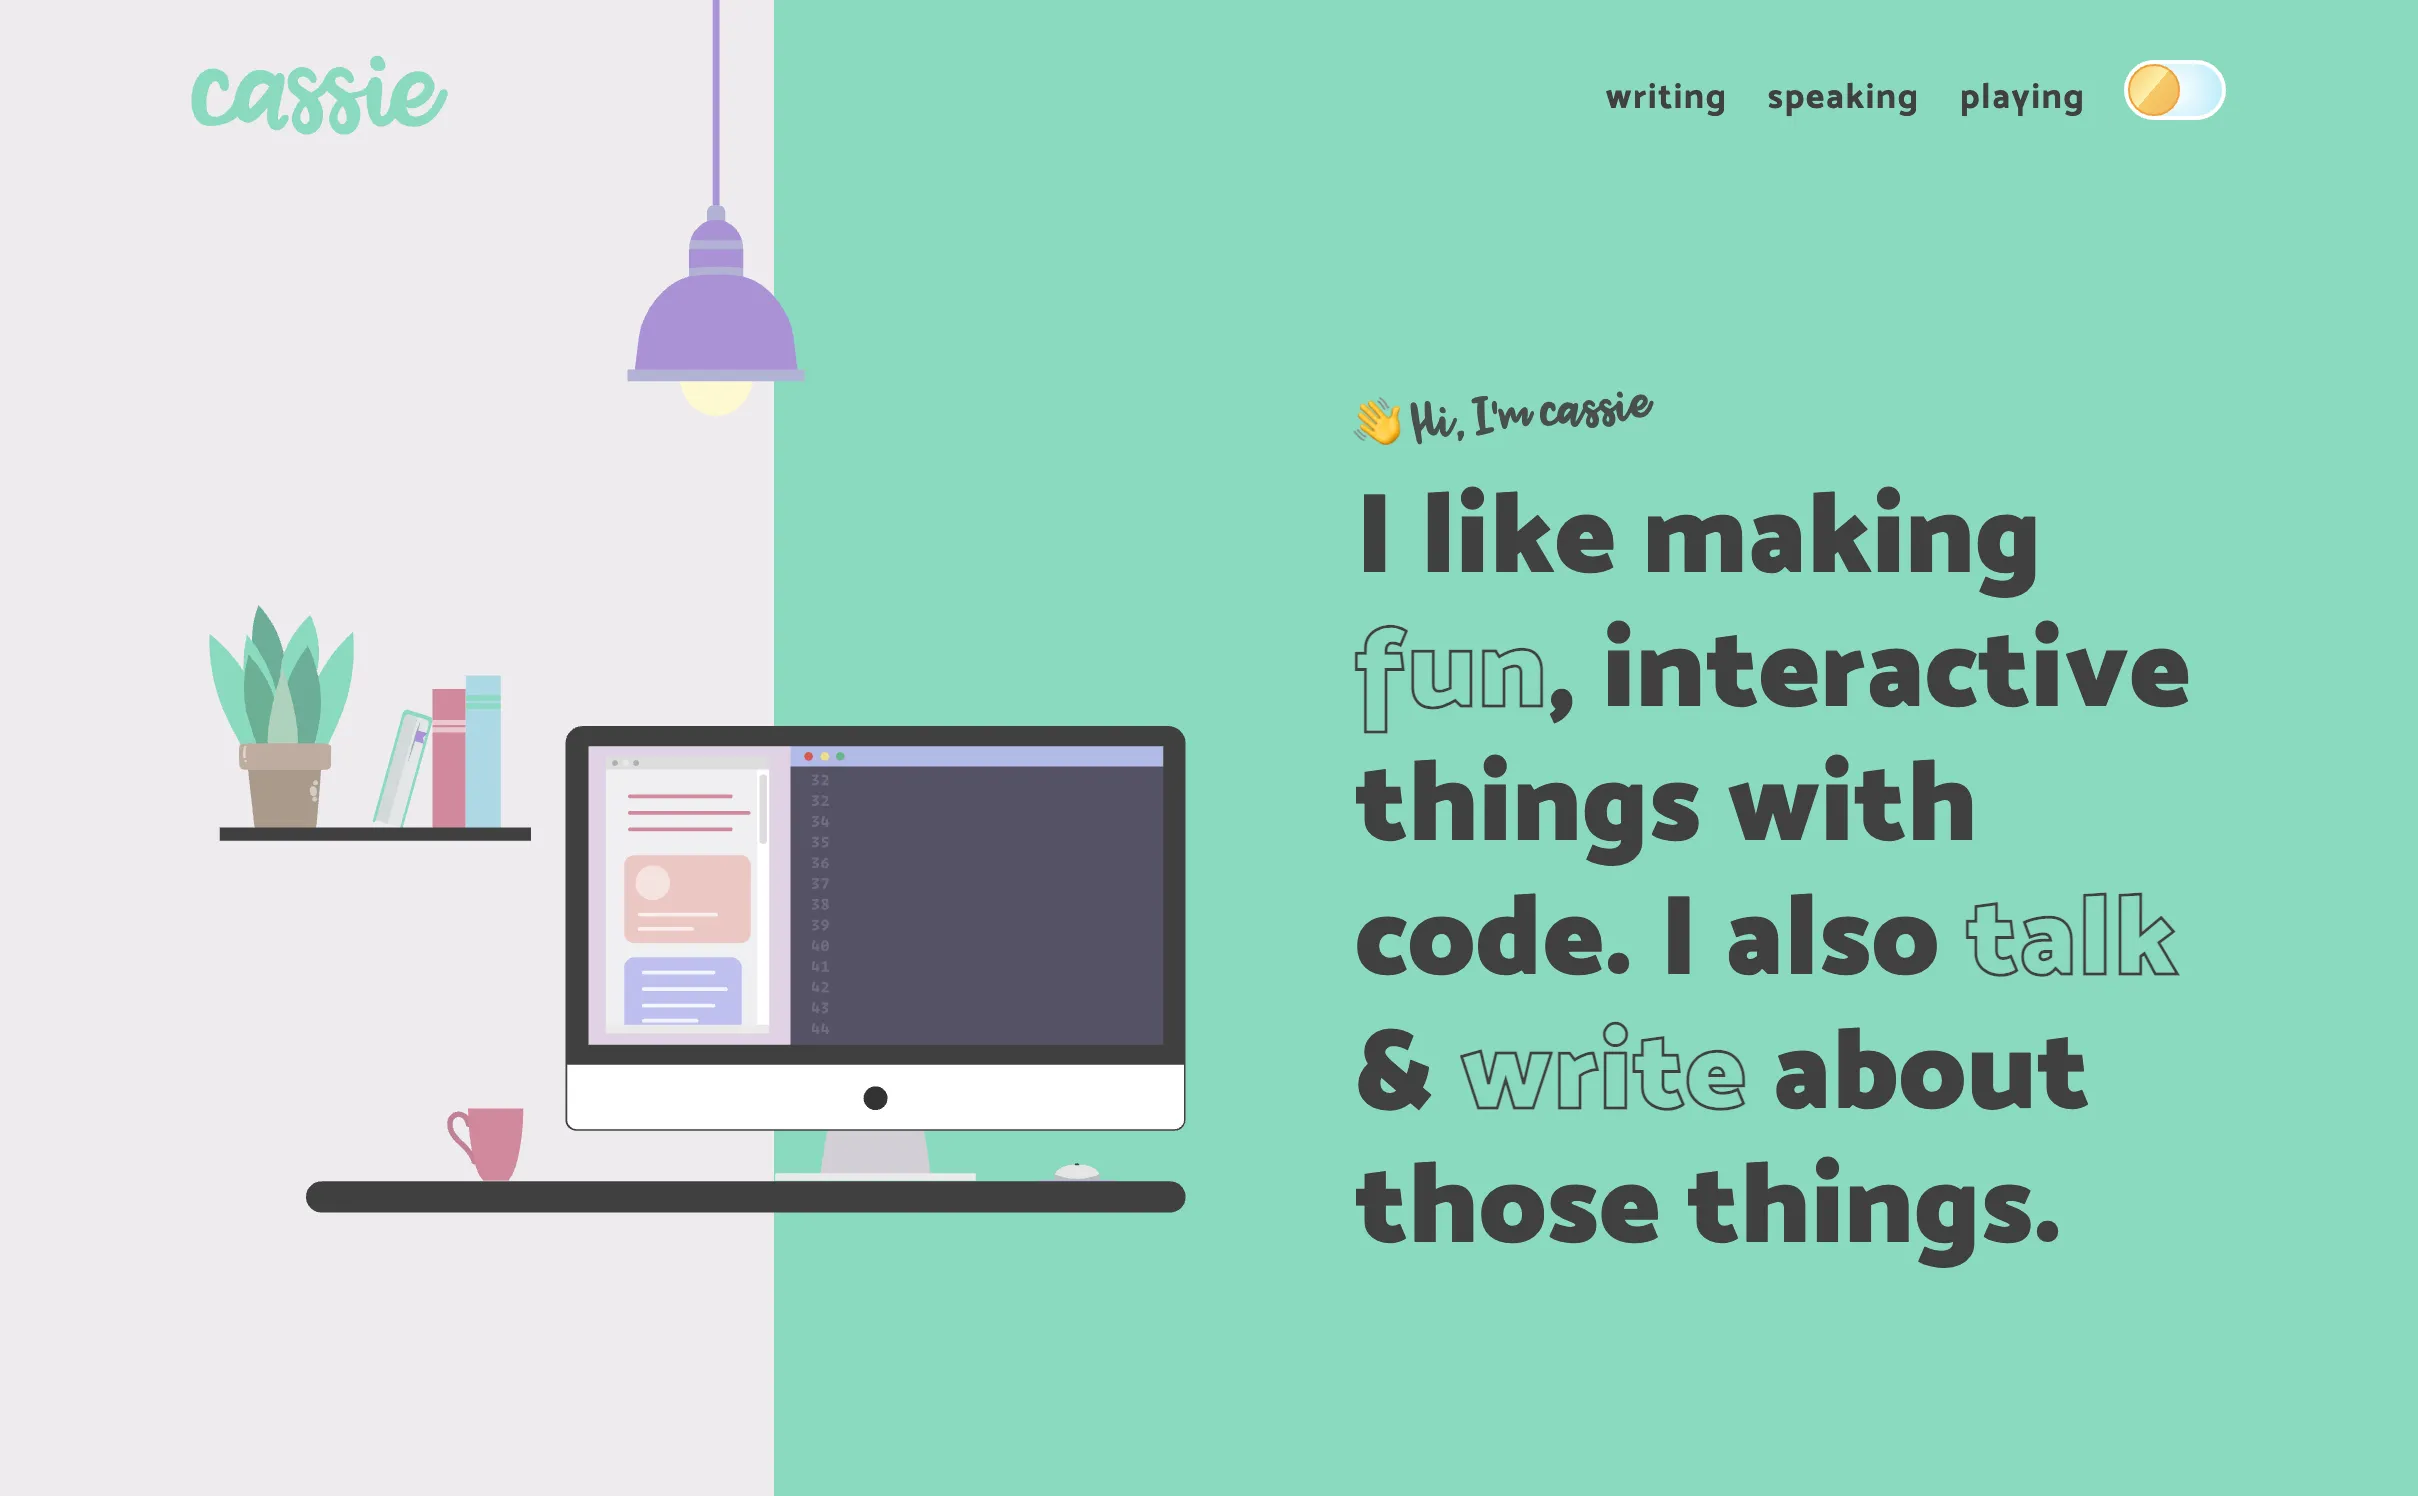 cassie
writing speaking playing
👋 Hi, I'm cassie
I like making
fun, interactive
things with
code. I also talk
& write about
those things.
32
32
34
35
36
37
38
39
40
41
42
43
44